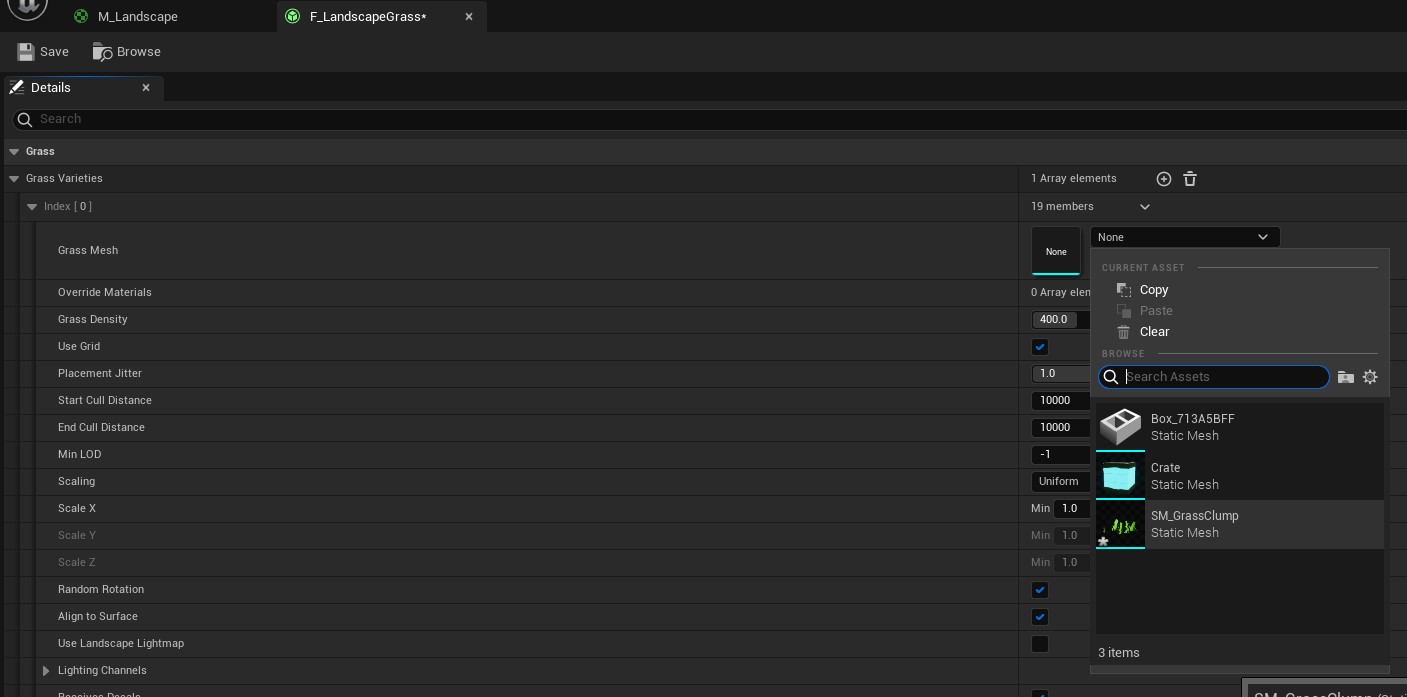 M_Landscape
F_LandscapeGrass*
Save
Browse
Details
Search
Grass
Grass Varieties
1 Array elements
Index [ 0 ]
19 members
Grass Mesh
None
None
CURRENT ASSET
Copy
Paste
Clear
BROWSE
Search Assets
Box_713A5BFF
Static Mesh
Crate
Static Mesh
SM_GrassClump
Static Mesh
3 items
Override Materials
0 Array elen
Grass Density
400.0
Use Grid
Placement Jitter
1.0
Start Cull Distance
10000
End Cull Distance
10000
Min LOD
-1
Scaling
Uniform
Scale X
Min 1.0
Scale Y
Min 1.0
Scale Z
Min 1.0
Random Rotation
Align to Surface
Use Landscape Lightmap
Lighting Channels
Receives Decals
SM_GrassClump